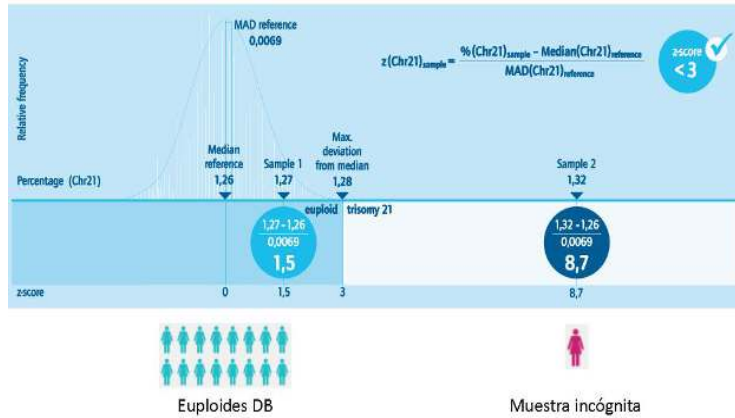 MAD reference
0,0069
Relative frequency
z(Chr21)sample = %(Chr21)sample – Median(Chr21)reference
MAD(Chr21)reference
z-score
< 3
Median
reference
1,26
Sample 1
1,27
Max.
deviation
from median
1,28
Sample 2
1,32
Percentage (Chr21)
euploid trisomy 21
1,27-1,26
0,0069
1,5
1,32 -1,26
0,0069
8,7
z-score 0 1,5 3 8,7
Euploides DB
Muestra incógnita